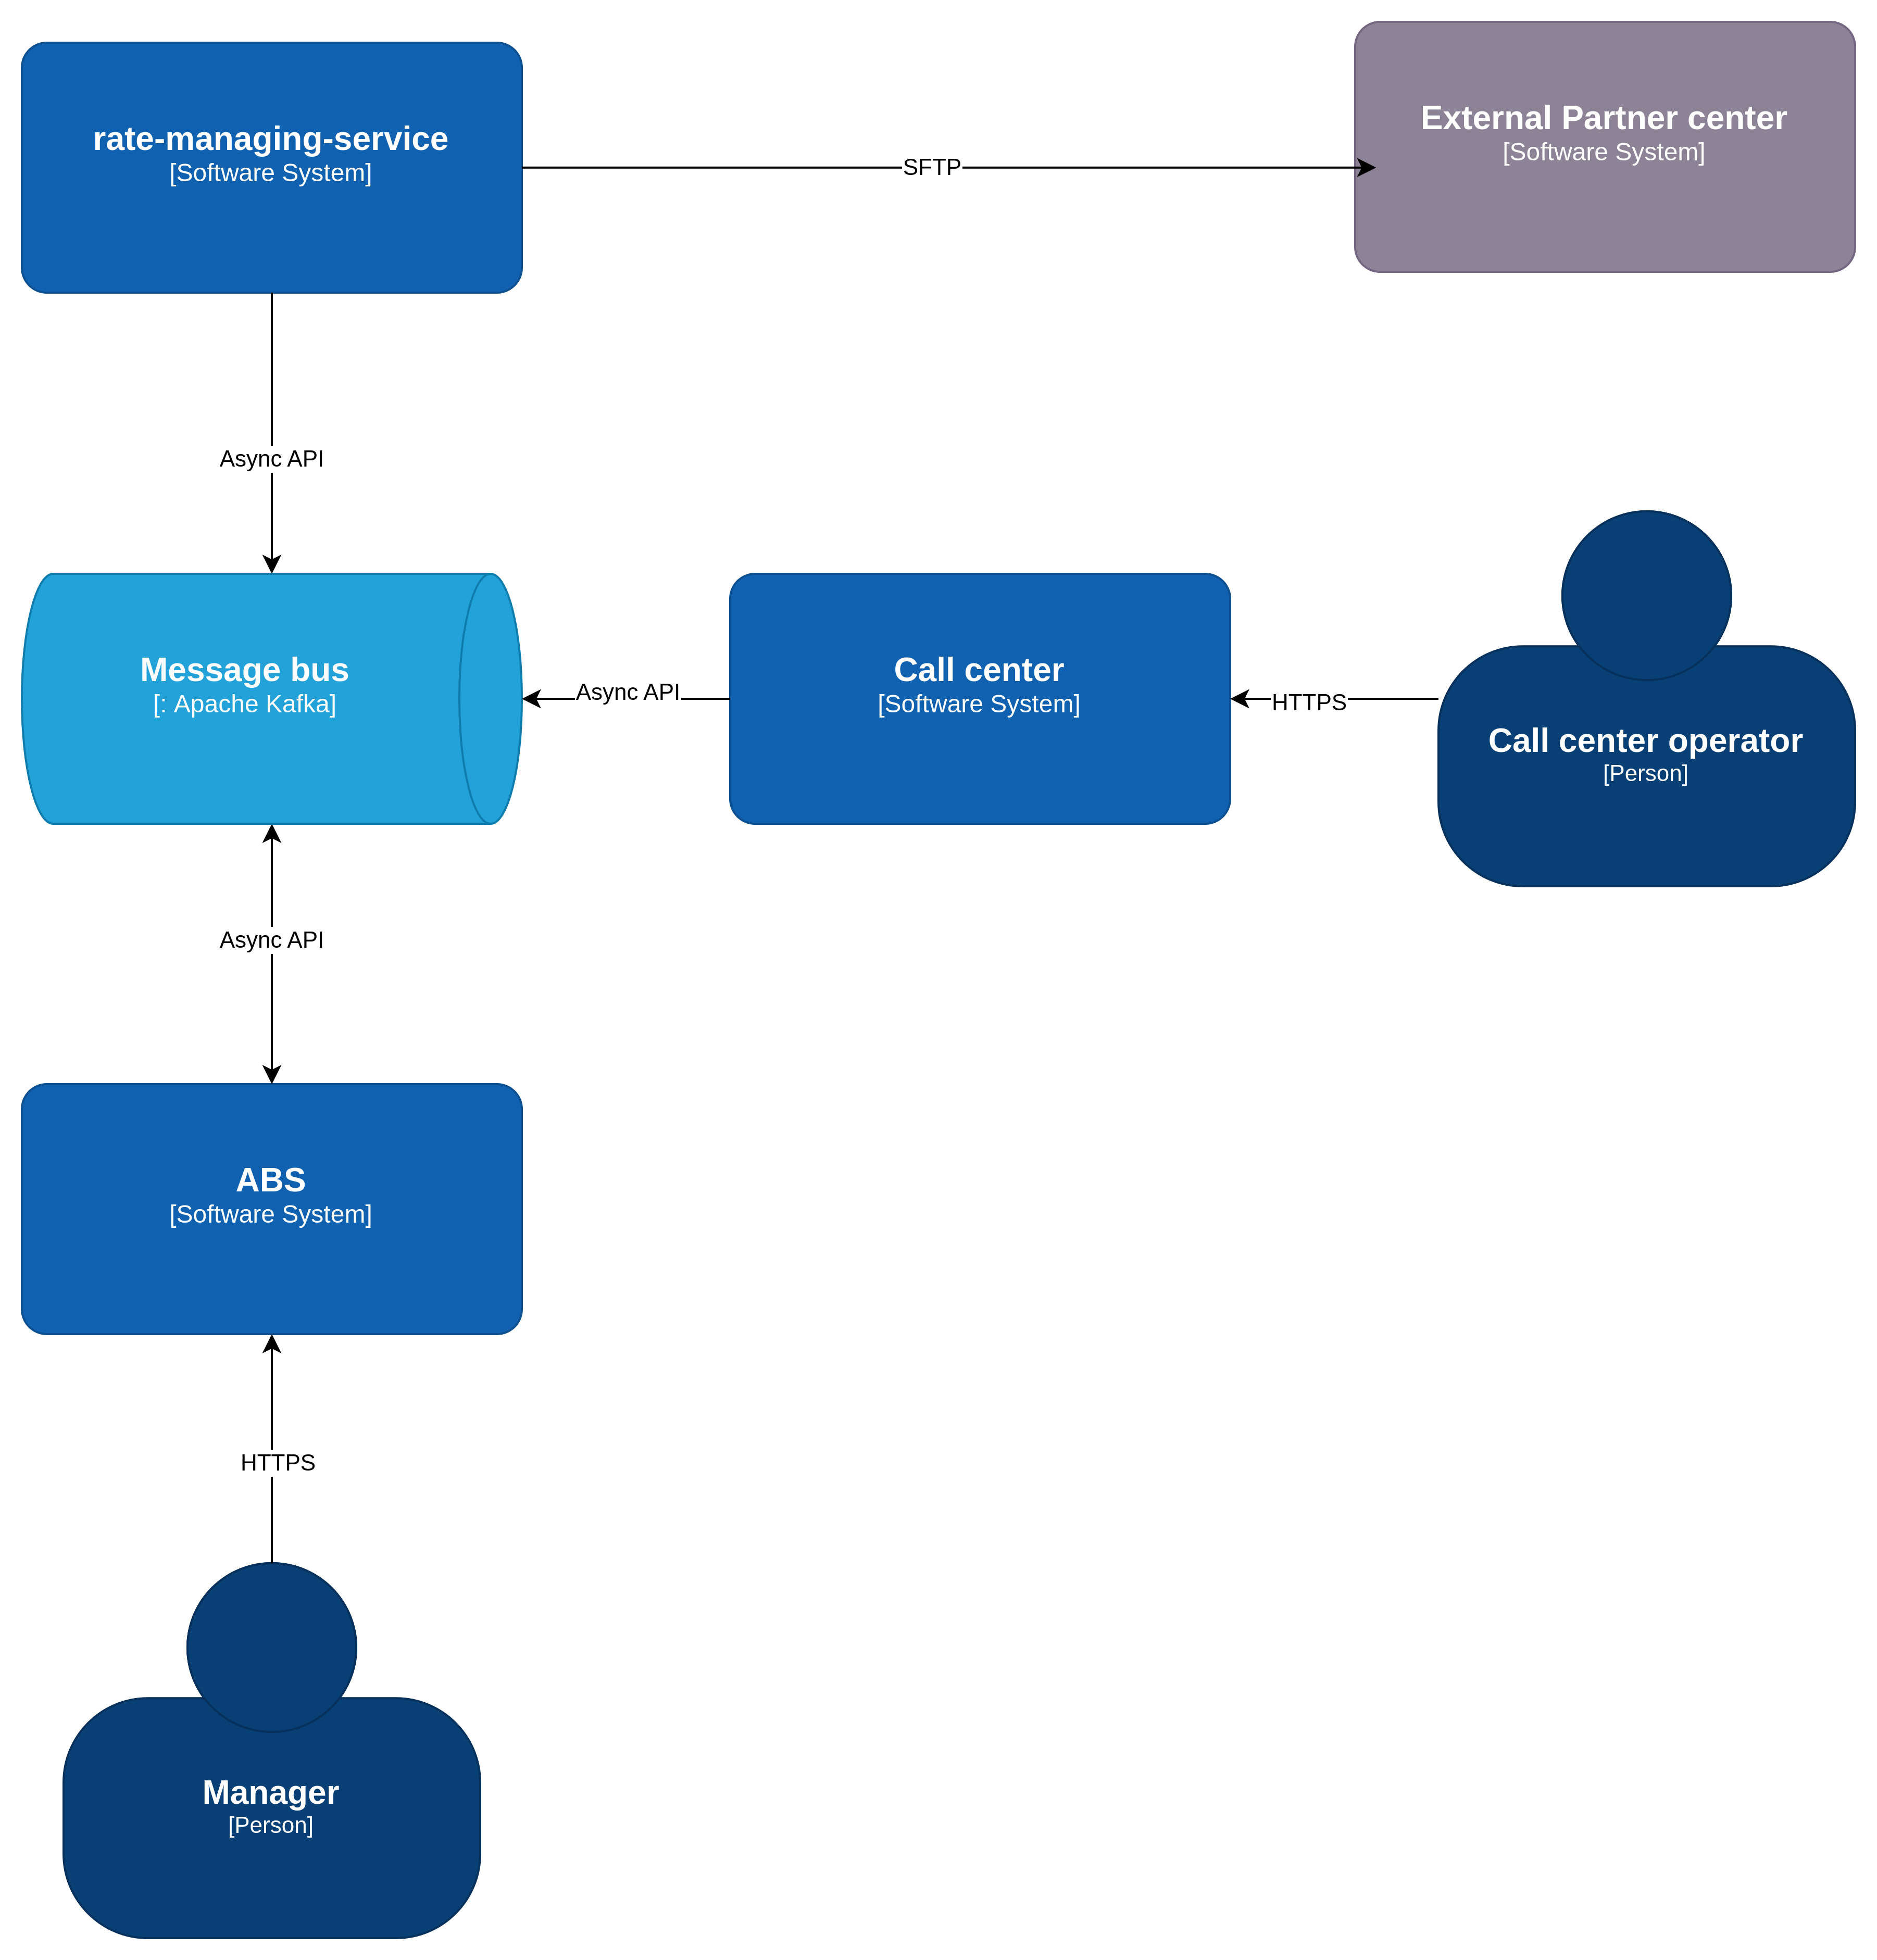 rate-managing-service
[Software System]
External Partner center
[Software System]
SFTP
Async API
Message bus
[: Apache Kafka]
Async API
Call center
[Software System]
HTTPS
Call center operator
[Person]
Async API
ABS
[Software System]
HTTPS
Manager
[Person]